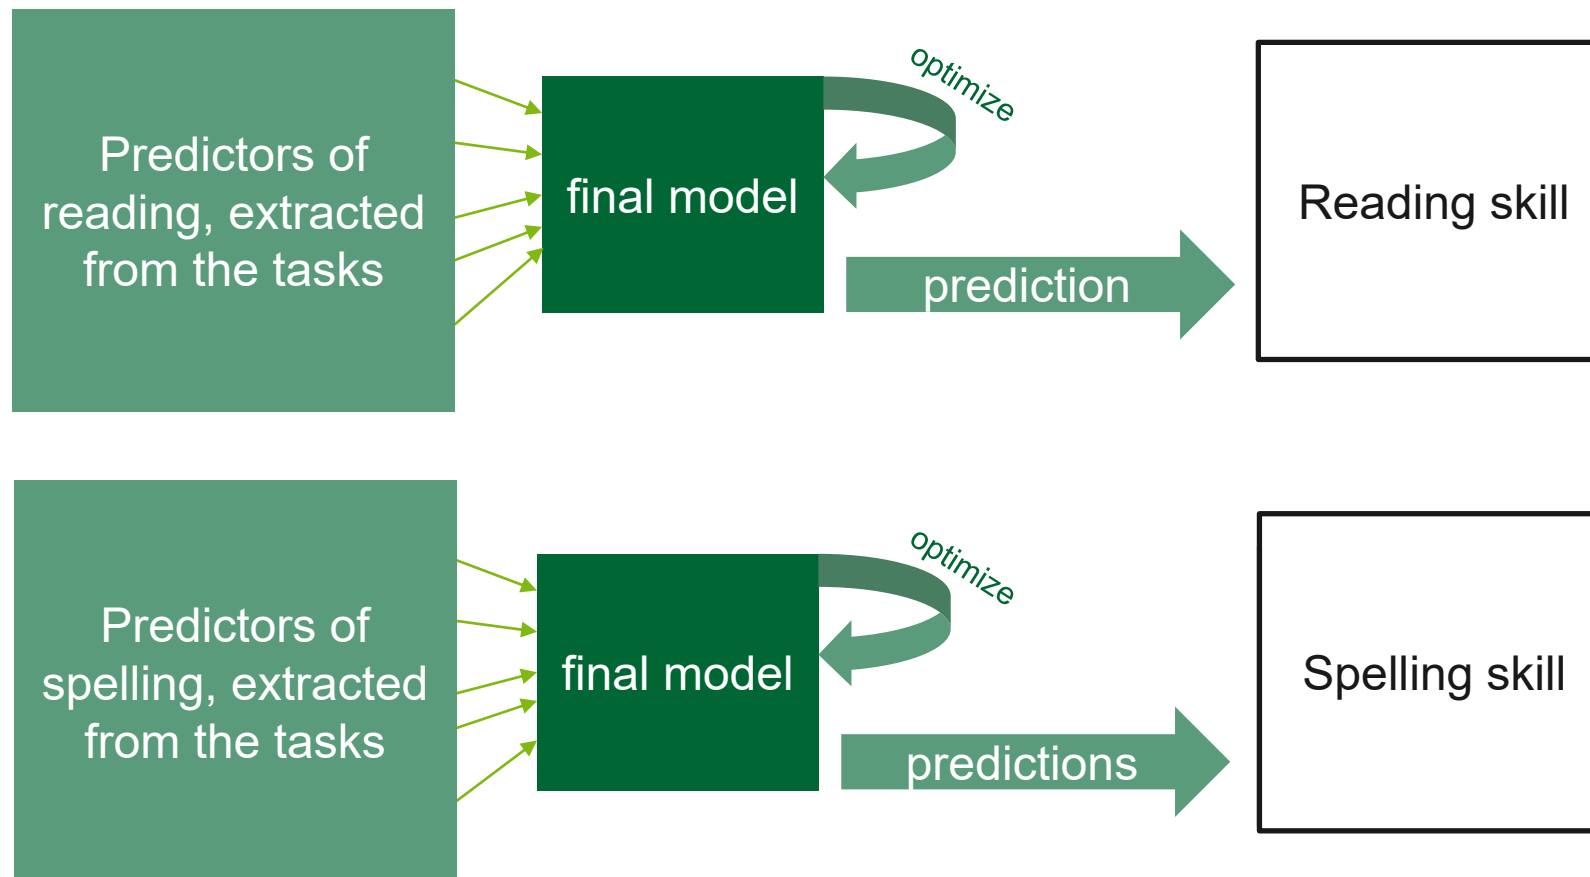 Predictors of
reading, extracted
from the tasks
final model
optimize
prediction
Reading skill
Predictors of
spelling, extracted
from the tasks
final model
optimize
predictions
Spelling skill